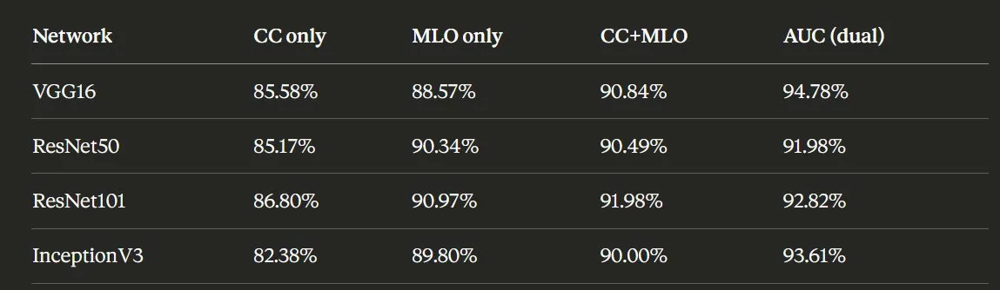 Network CC only MLO only CC+MLO AUC (dual)
VGG16 85.58% 88.57% 90.84% 94.78%
ResNet50 85.17% 90.34% 90.49% 91.98%
ResNet101 86.80% 90.97% 91.98% 92.82%
InceptionV3 82.38% 89.80% 90.00% 93.61%